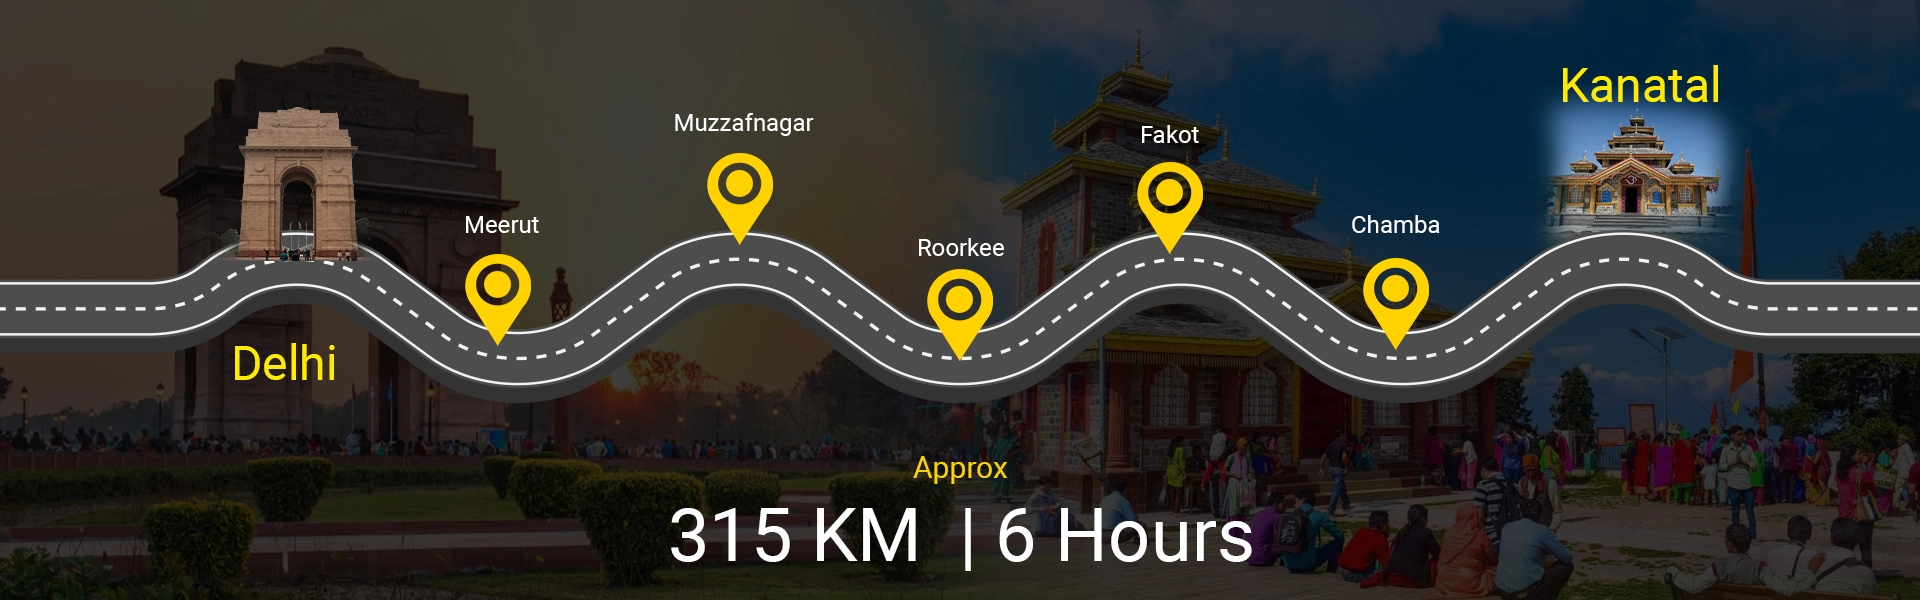 Kanatal
Muzzafnagar
Fakot
Meerut
Chamba
Roorkee
Delhi
Approx
315 KM | 6 Hours